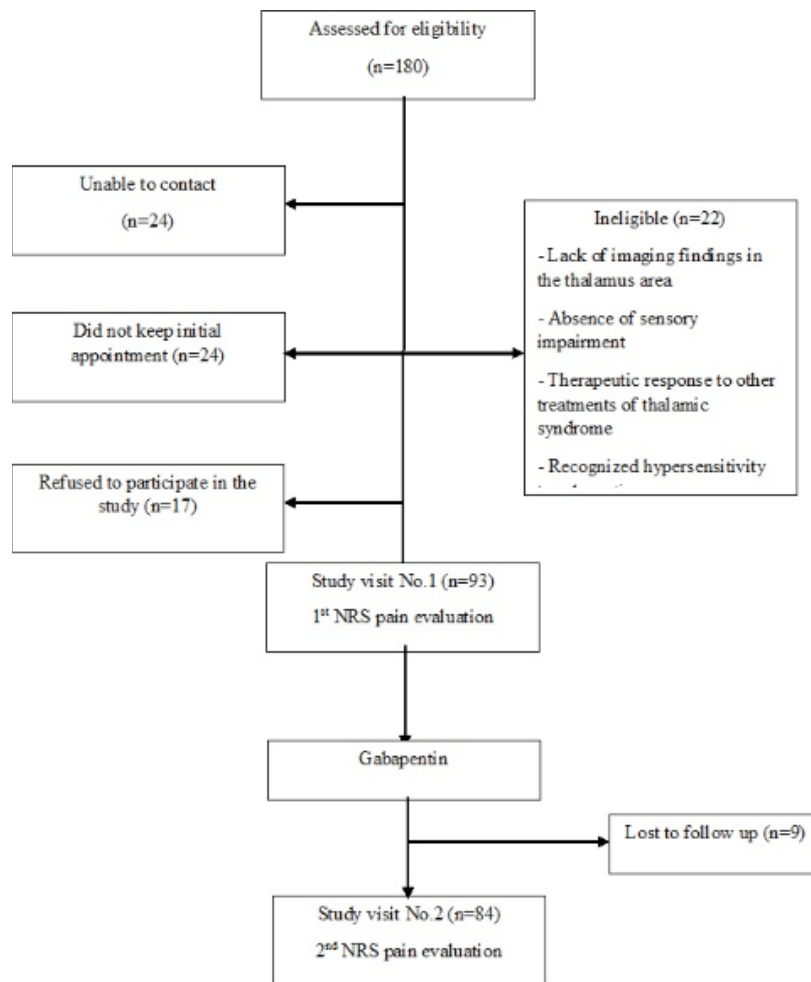 Assessed for eligibility
(n=180)
Unable to contact
(n=24)
Ineligible (n=22)
- Lack of imaging findings in
the thalamus area
- Absence of sensory
impairment
- Therapeutic response to other
treatments of thalamic
syndrome
- Recognized hypersensitivity
Did not keep initial
appointment (n=24)
Refused to participate in the
study (n=17)
Study visit No.1 (n=93)
1st NRS pain evaluation
Gabapentin
Lost to follow up (n=9)
Study visit No.2 (n=84)
2nd NRS pain evaluation